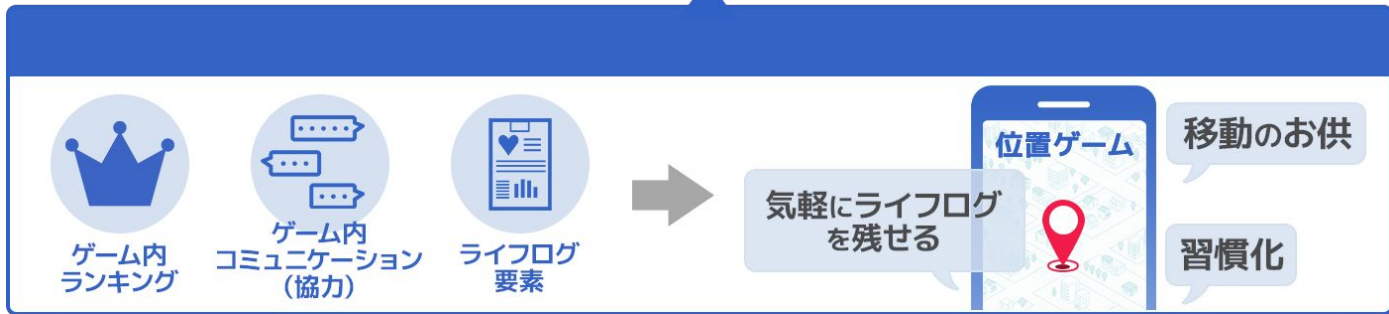 ゲーム内
ランキング
ゲーム内
コミュニケーション
(協力)
ライフログ
要素
気軽にライフログ
を残せる
位置ゲーム
移動のお供
習慣化